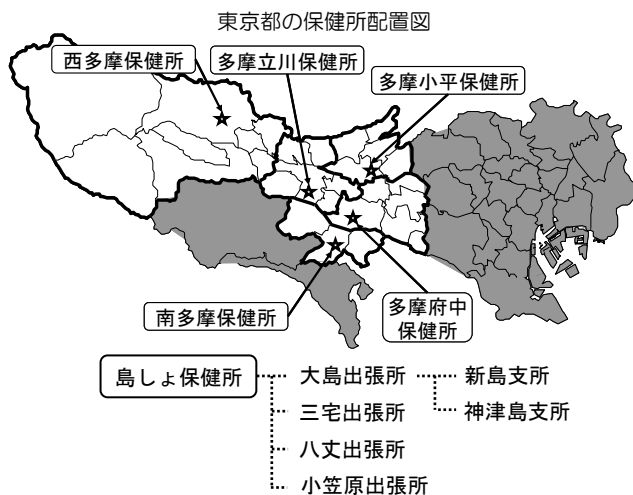 東京都の保健所配置図
西多摩保健所
多摩立川保健所
多摩小平保健所
南多摩保健所
多摩府中
保健所
島しょ保健所
大島出張所
新島支所
三宅出張所
神津島支所
八丈出張所
小笠原出張所